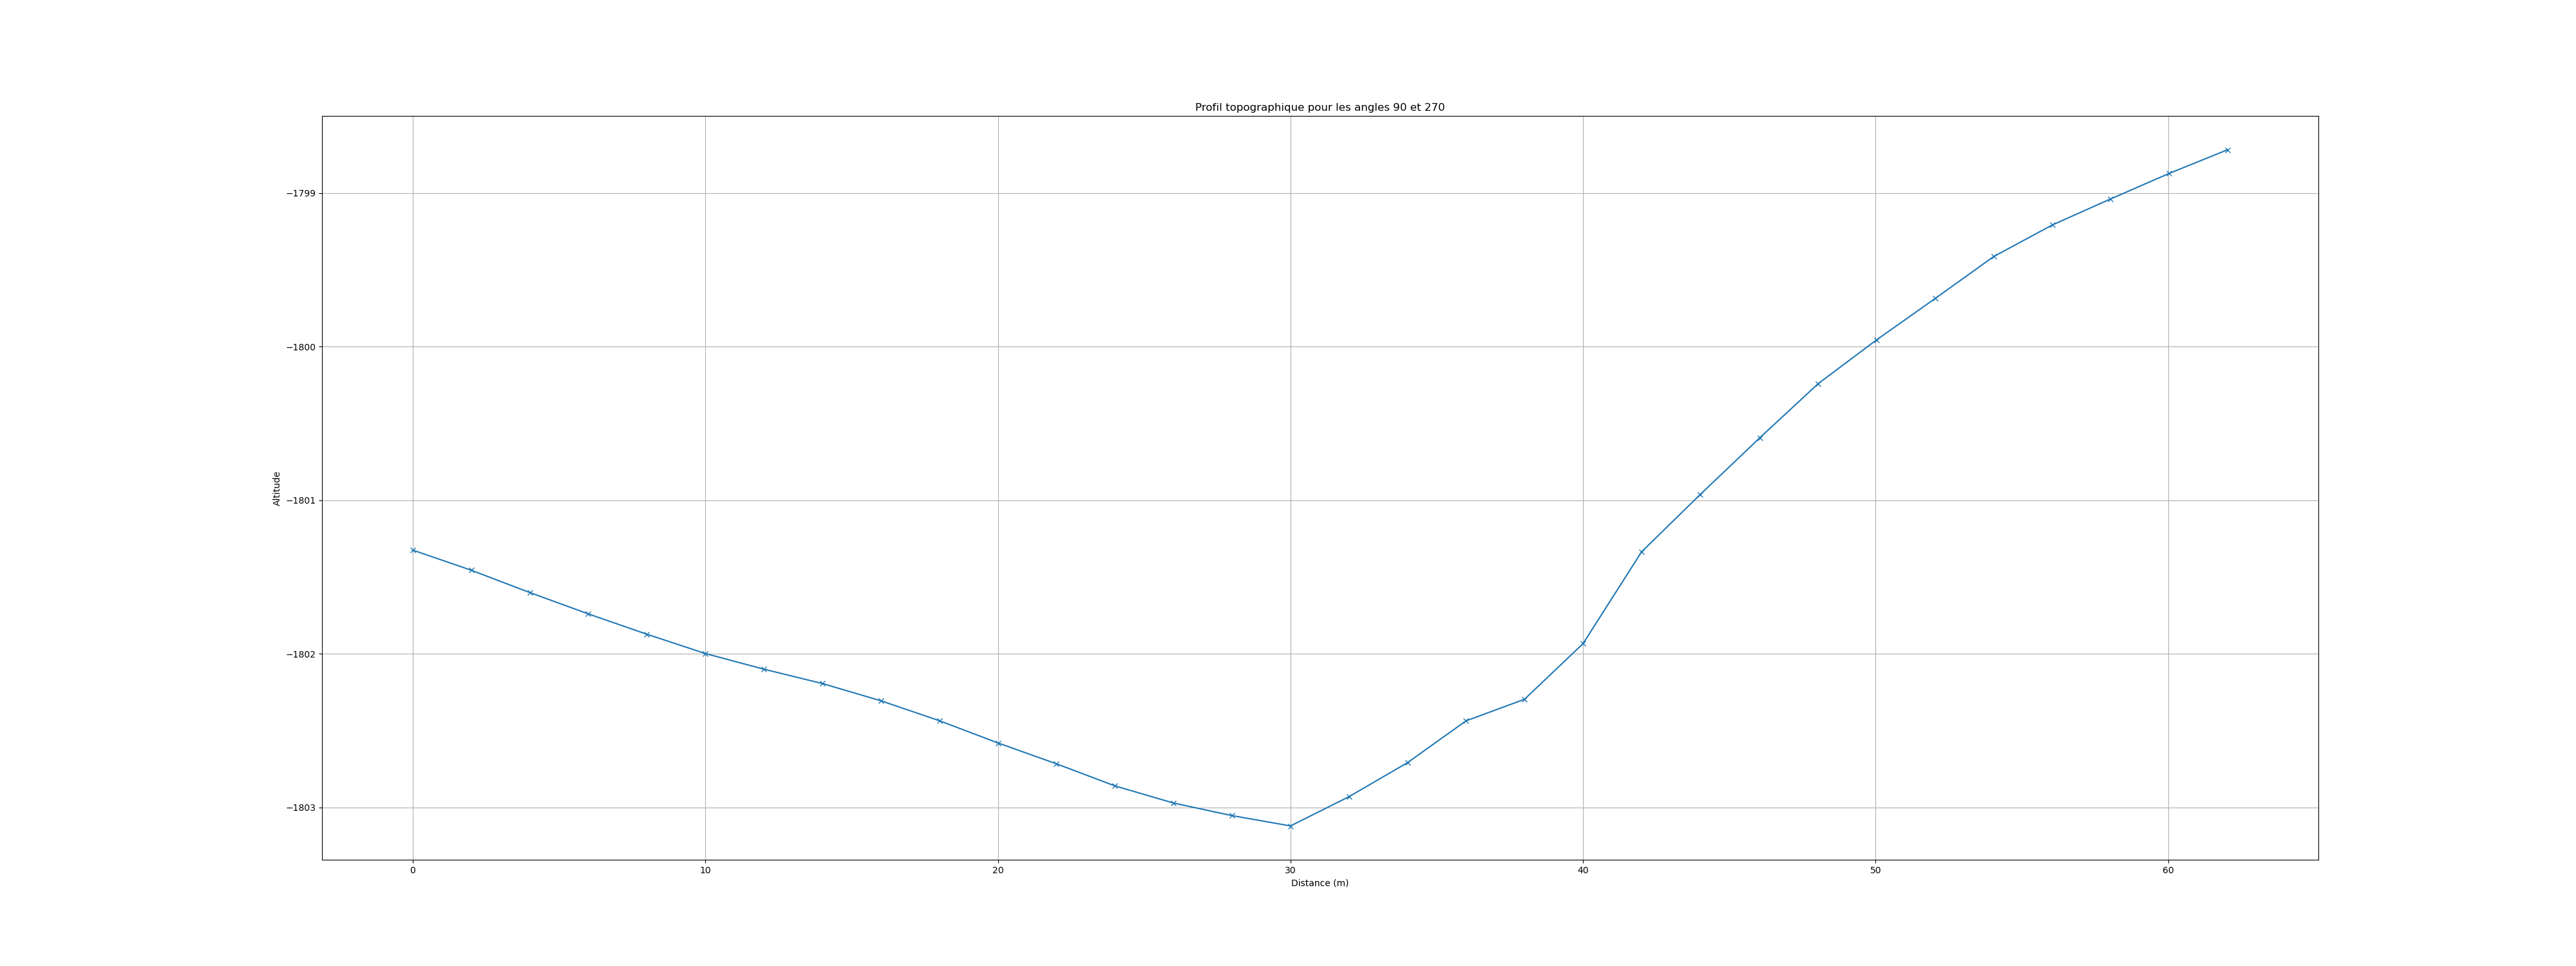 Profil topographique pour les angles 90 et 270
Altitude
−1799
−1800
−1801
−1802
−1803
0 10 20 30 40 50 60
Distance (m)